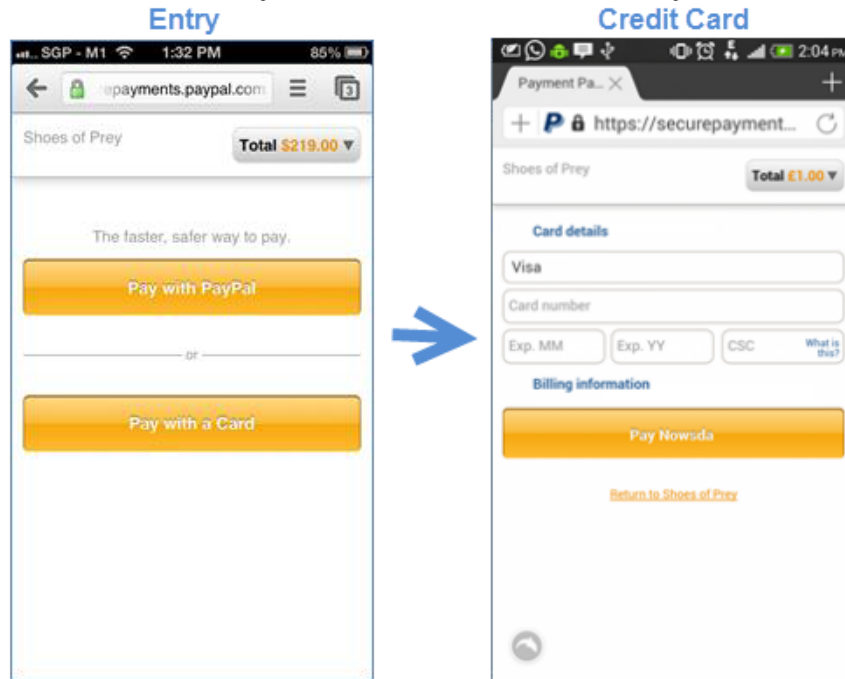 Entry
SGP - M1 1:32 PM 85%
epayments.paypal.com 3
Shoes of Prey
Total $219.00 ▼
The faster, safer way to pay.
Pay with PayPal
or
Pay with a Card
Credit Card
2:04 PM
Payment Pa...
https://securepayment...
Shoes of Prey
Total £1.00 ▼
Card details
Visa
Card number
Exp. MM Exp. YY CSC What is
this?
Billing information
Pay Nowsda
Return to Shoes of Prey